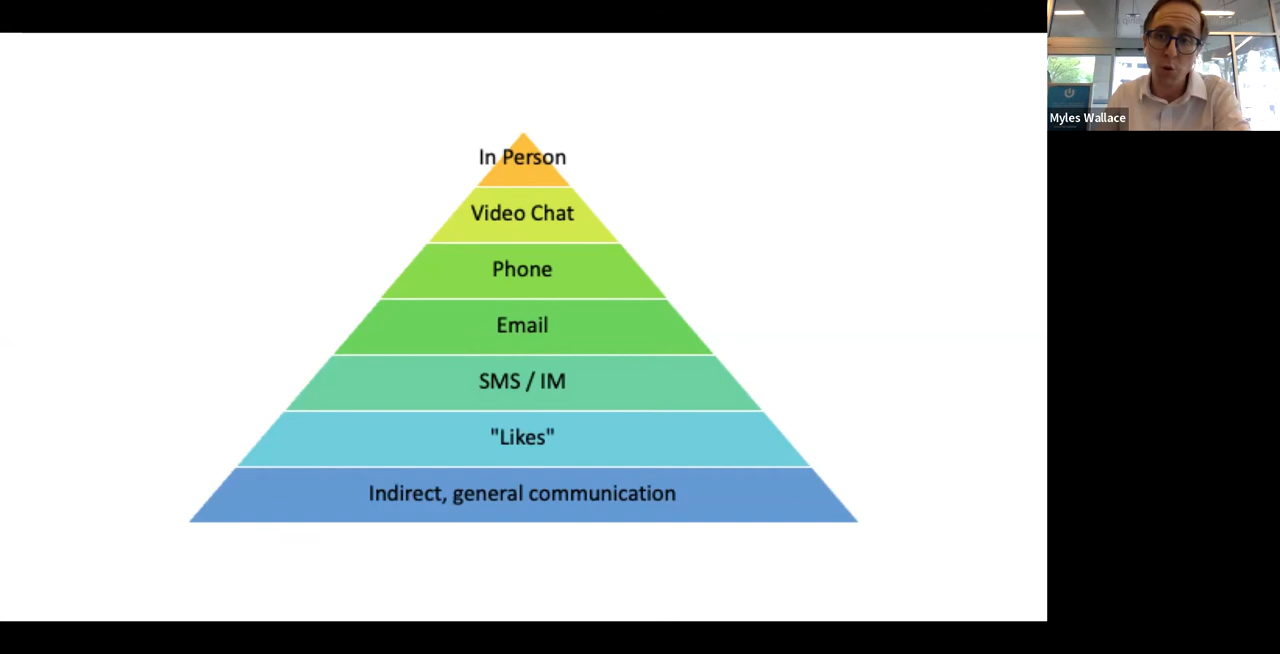 In Person
Video Chat
Phone
Email
SMS / IM
"Likes"
Indirect, general communication
Myles Wallace